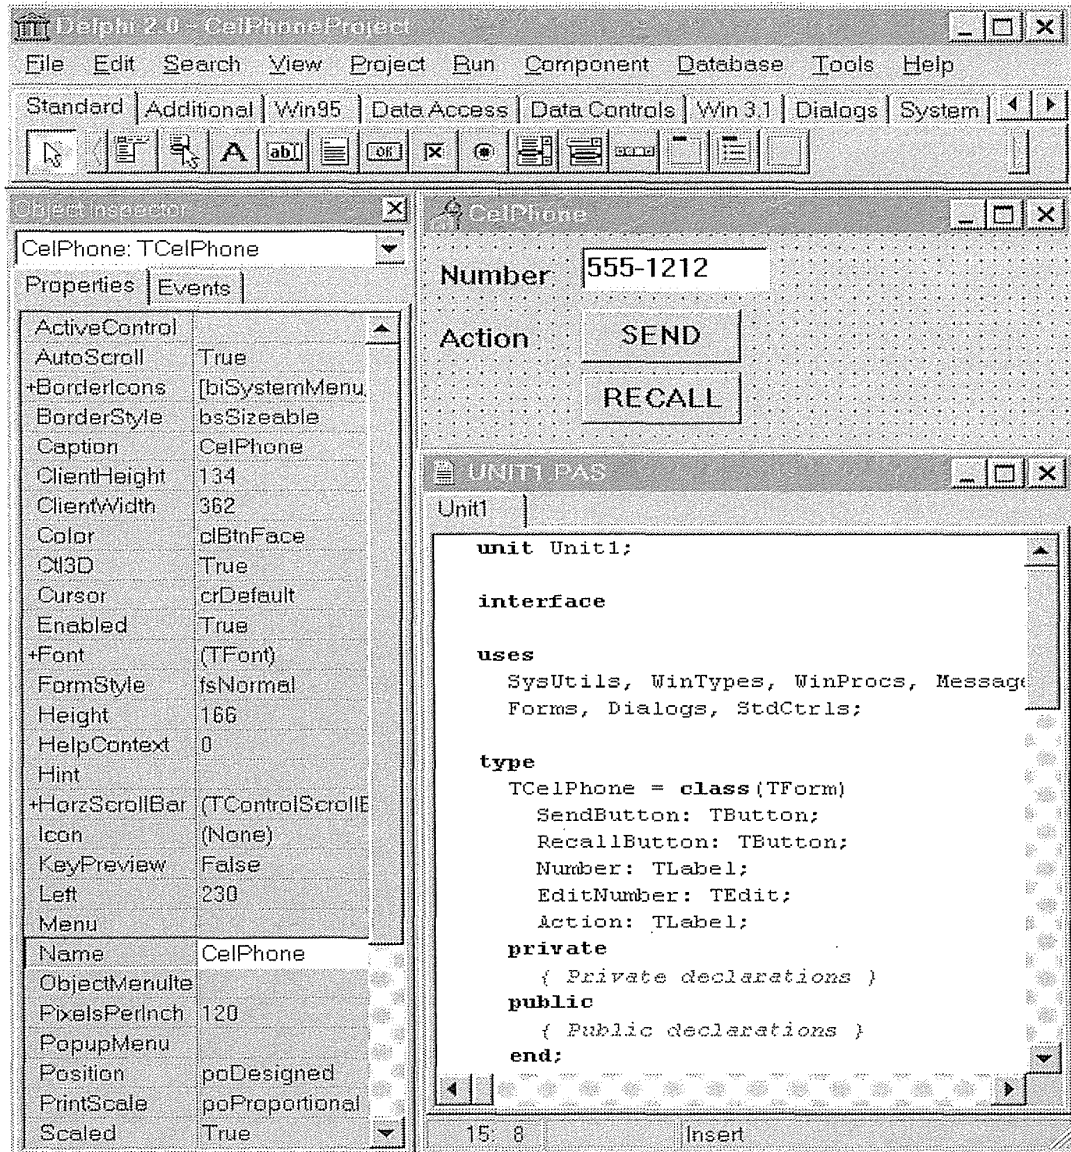 Delphi 2.0 - CelPhoneProject
File Edit Search View Project Run Component Database Tools Help
Standard Additional Win95 Data Access Data Controls Win 3.1 Dialogs System
A ab OK
Object Inspector
CelPhone: TCelPhone
Properties Events
ActiveControl
AutoScroll True
+BorderIcons [biSystemMenu,
BorderStyle bsSizeable
Caption CelPhone
ClientHeight 134
ClientWidth 362
Color clBtnFace
Ctl3D True
Cursor crDefault
Enabled True
+Font (TFont)
FormStyle fsNormal
Height 166
HelpContext 0
Hint
+HorzScrollBar (TControlScrollB
Icon (None)
KeyPreview False
Left 230
Menu
Name CelPhone
ObjectMenuIte
PixelsPerInch 120
PopupMenu
Position poDesigned
PrintScale poProportional
Scaled True
CelPhone
Number 555-1212
Action SEND
RECALL
UNIT1.PAS
Unit1
unit Unit1;
interface
uses
SysUtils, WinTypes, WinProcs, Message
Forms, Dialogs, StdCtrls;
type
TCelPhone = class(TForm)
SendButton: TButton;
RecallButton: TButton;
Number: TLabel;
EditNumber: TEdit;
Action: TLabel;
private
{ Private declarations }
public
{ Public declarations }
end;
15: 8 Insert